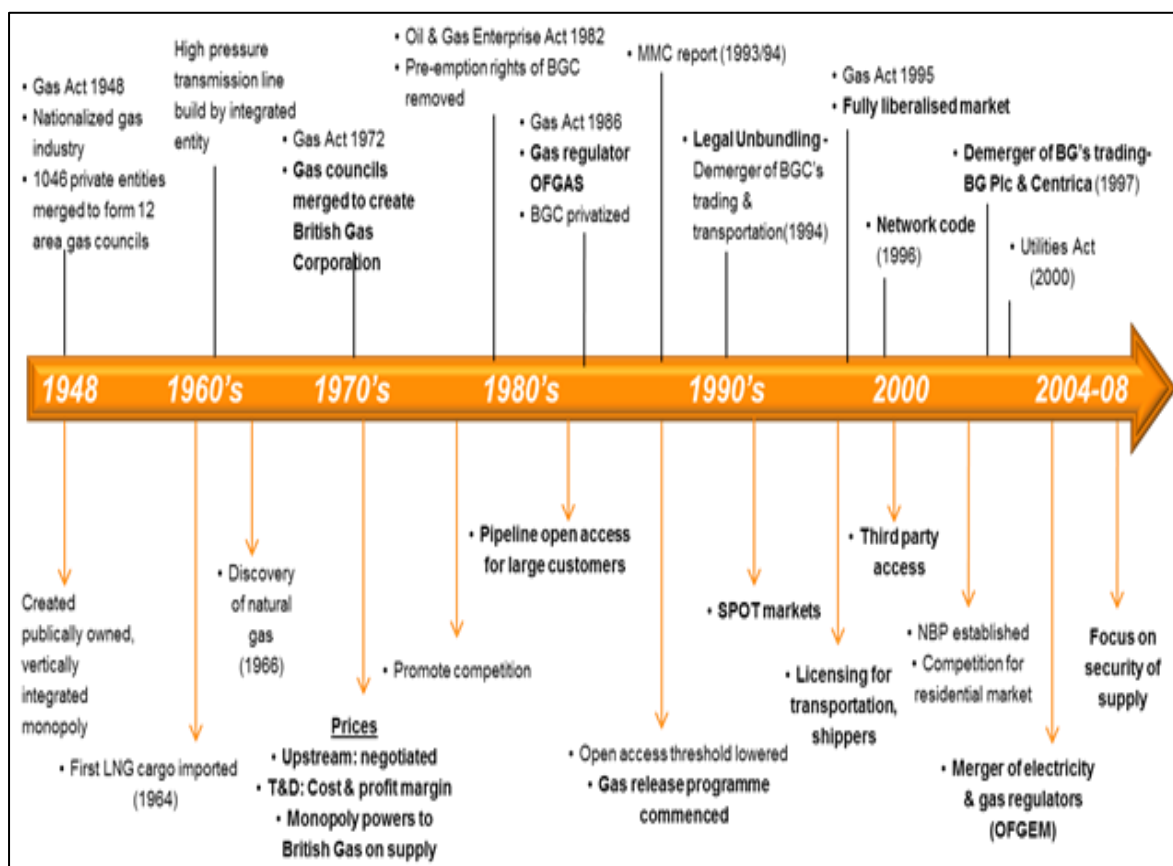 • Gas Act 1948
• Nationalized gas
industry
• 1046 private entities
merged to form 12
area gas councils
High pressure
transmission line
build by integrated
entity
• Gas Act 1972
• Gas councils
merged to create
British Gas
Corporation
• Oil & Gas Enterprise Act 1982
• Pre-emption rights of BGC
removed
• Gas Act 1986
• Gas regulator
OFGAS
• BGC privatized
• MMC report (1993/94)
• Legal Unbundling -
Demerger of BGC's
trading &
transportation(1994)
• Gas Act 1995
• Fully liberalised market
• Network code
(1996)
• Demerger of BG's trading-
BG Plc & Centrica (1997)
• Utilities Act
(2000)
1948
1960's
1970's
1980's
1990's
2000
2004-08
Created
publically owned,
vertically
integrated
monopoly
• First LNG cargo imported
(1964)
• Discovery
of natural
gas
(1966)
Prices
• Upstream: negotiated
• T&D: Cost & profit margin
• Monopoly powers to
British Gas on supply
• Promote competition
• Pipeline open access
for large customers
• Open access threshold lowered
• Gas release programme
commenced
• SPOT markets
• Licensing for
transportation,
shippers
• Third party
access
• NBP established
• Competition for
residential market
• Merger of electricity
& gas regulators
(OFGEM)
Focus on
security of
supply